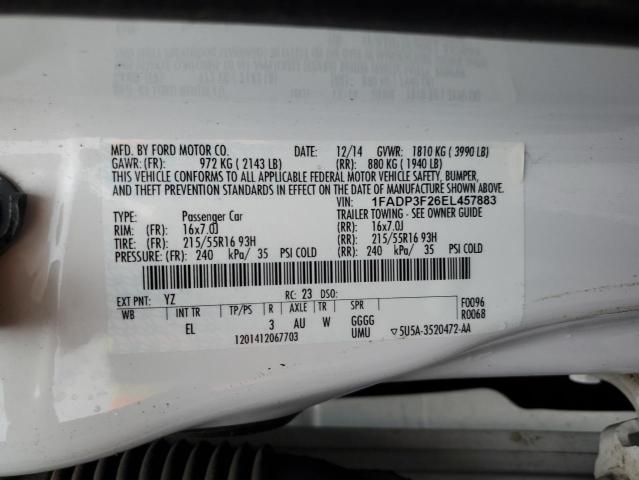 MFD. BY FORD MOTOR CO. DATE: 12/14 GVWR: 1810 KG ( 3990 LB)
GAWR: (FR): 972 KG ( 2143 LB) (RR): 880 KG ( 1940 LB)
THIS VEHICLE CONFORMS TO ALL APPLICABLE FEDERAL MOTOR VEHICLE SAFETY, BUMPER,
AND THEFT PREVENTION STANDARDS IN EFFECT ON THE DATE OF MANUFACTURE SHOWN ABOVE.
VIN: 1FADP3F26EL457883
TYPE: Passenger Car TRAILER TOWING - SEE OWNER GUIDE
RIM: (FR) : 16x7.0J (RR): 16x7.0J
TIRE: (FR) : 215/55R16 93H (RR): 215/55R16 93H
PRESSURE: (FR) : 240 kPa/ 35 PSI COLD (RR): 240 kPa/ 35 PSI COLD
EXT PNT: YZ RC: 23 DSO:
WB TP/PS R AXLE TR SPR F0096
EL 3 AU W GGGG R0068
1201412067703 UMU ▽5U5A-3520472-AA